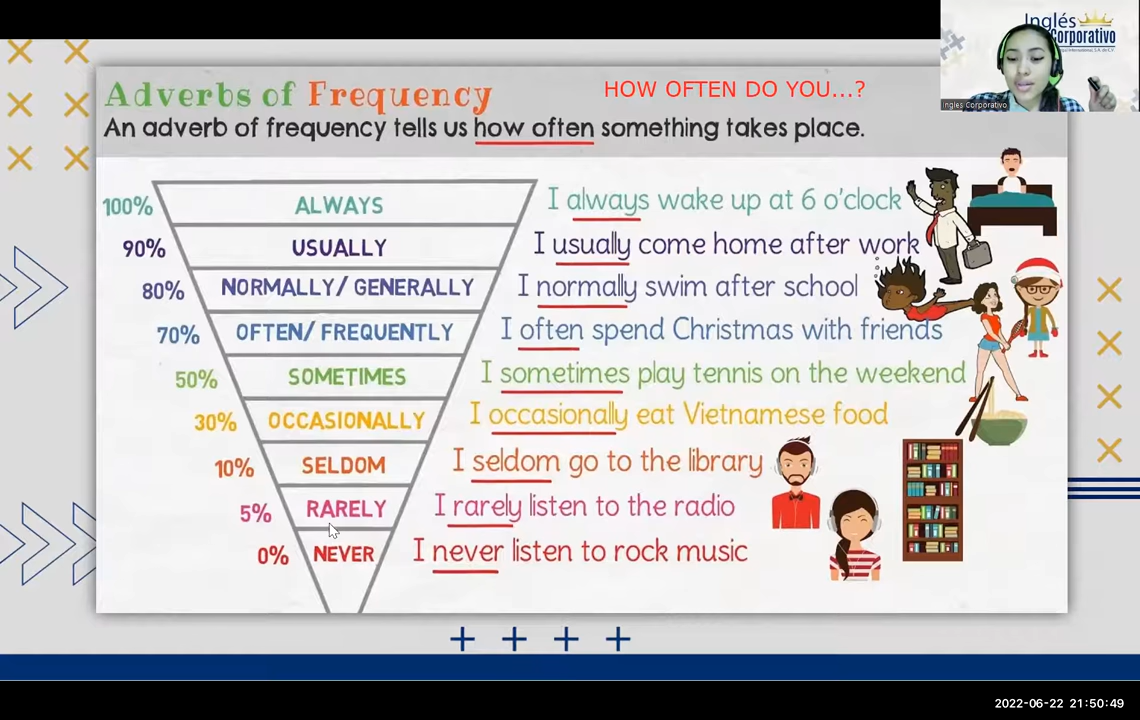 Inglés
Corporativo
Inglés Corporativo
Adverbs of Frequency
HOW OFTEN DO YOU...?
An adverb of frequency tells us how often something takes place.
100% ALWAYS I always wake up at 6 o'clock
90% USUALLY I usually come home after work
80% NORMALLY/ GENERALLY I normally swim after school
70% OFTEN/ FREQUENTLY I often spend Christmas with friends
50% SOMETIMES I sometimes play tennis on the weekend
30% OCCASIONALLY I occasionally eat Vietnamese food
10% SELDOM I seldom go to the library
5% RARELY I rarely listen to the radio
0% NEVER I never listen to rock music
2022-06-22 21:50:49